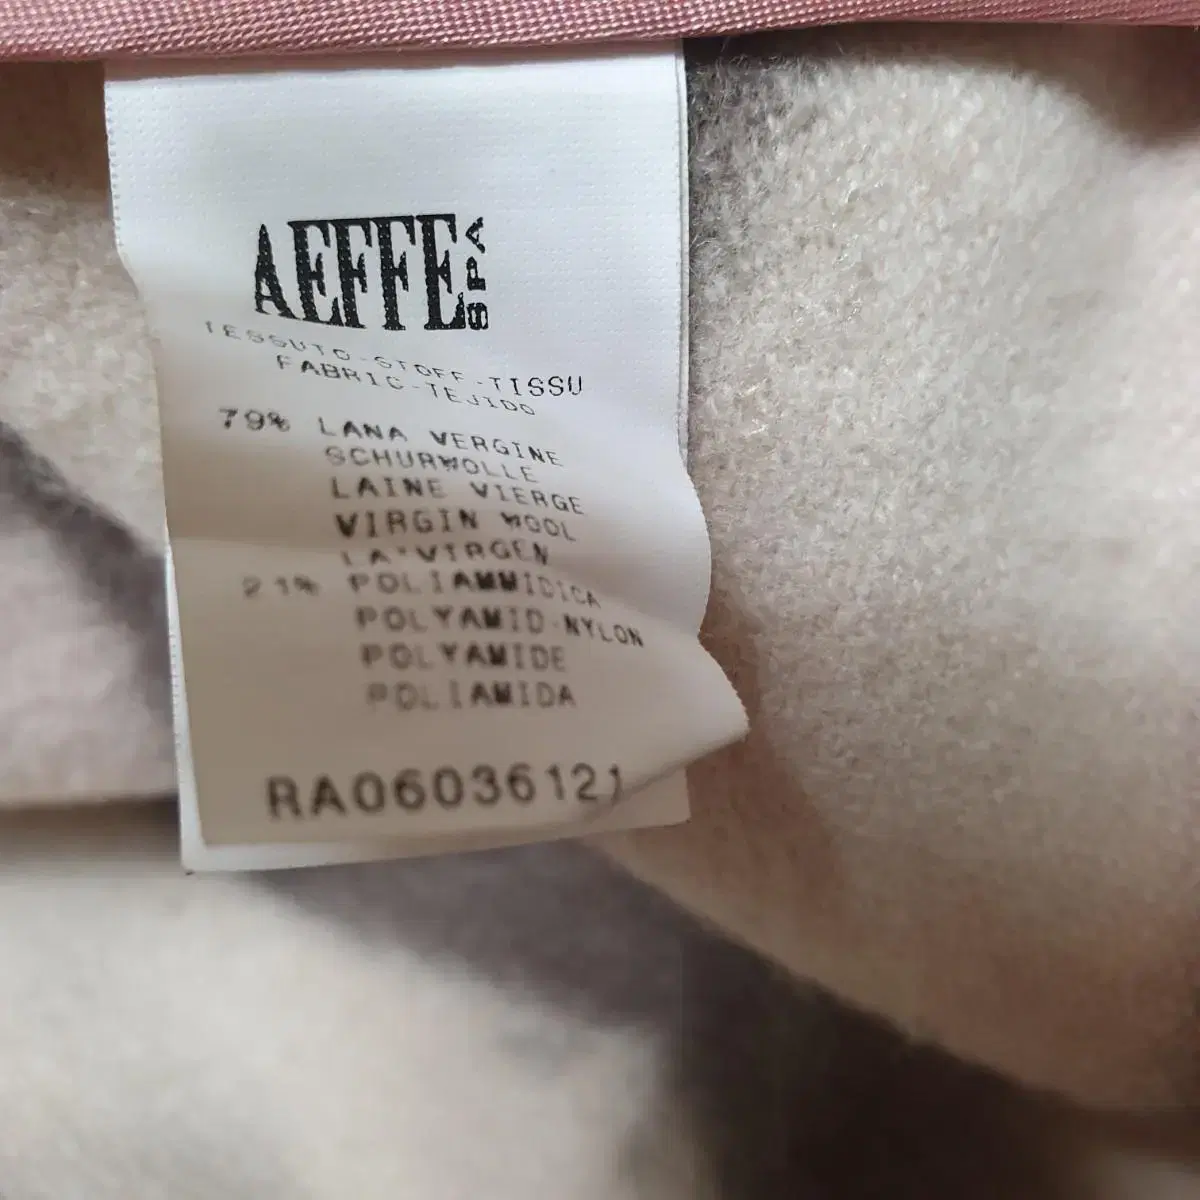 AEFFE SPA
TESSUTO-STOFF-TISSU
FABRIC-TEJIDO
79% LANA VERGINE
SCHURWOLLE
LAINE VIERGE
VIRGIN WOOL
LA'VIRGEN
21% POLIAMMIDICA
POLYAMID-NYLON
POLYAMIDE
POLIAMIDA
RA06036121